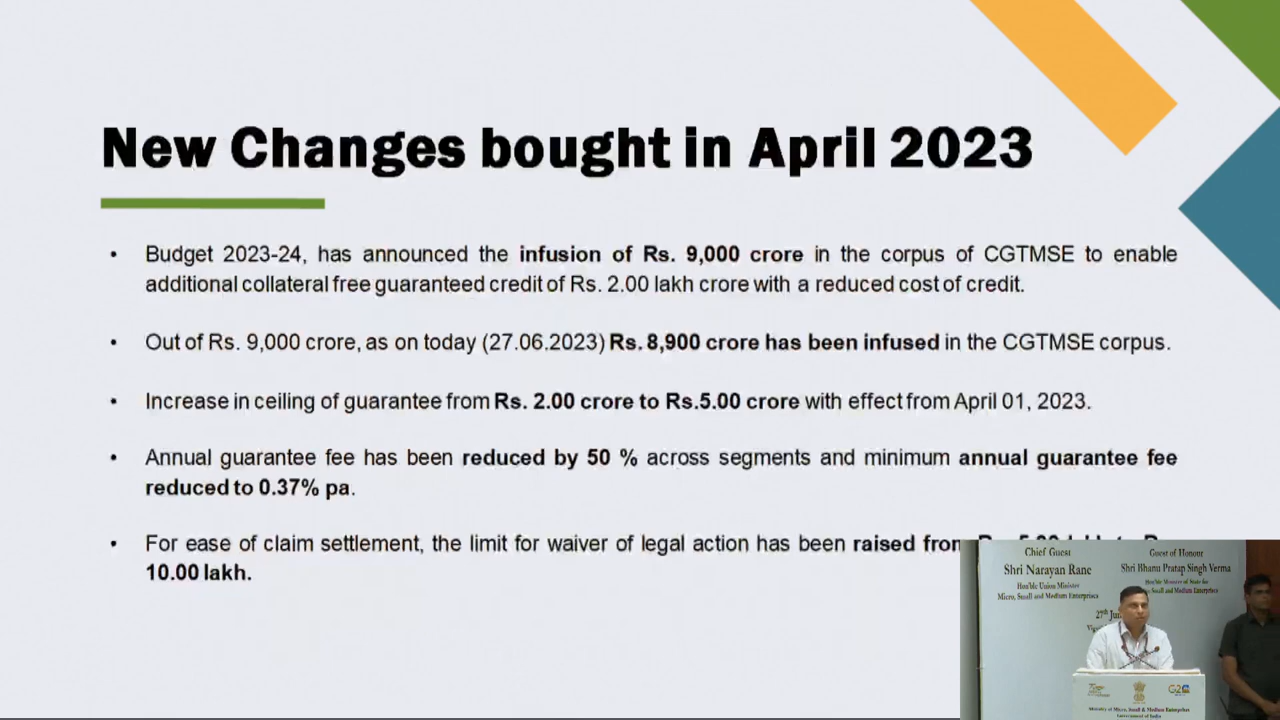 New Changes bought in April 2023
• Budget 2023-24, has announced the infusion of Rs. 9,000 crore in the corpus of CGTMSE to enable
additional collateral free guaranteed credit of Rs. 2.00 lakh crore with a reduced cost of credit.
• Out of Rs. 9,000 crore, as on today (27.06.2023) Rs. 8,900 crore has been infused in the CGTMSE corpus.
• Increase in ceiling of guarantee from Rs. 2.00 crore to Rs.5.00 crore with effect from April 01, 2023.
• Annual guarantee fee has been reduced by 50 % across segments and minimum annual guarantee fee
reduced to 0.37% pa.
• For ease of claim settlement, the limit for waiver of legal action has been raised from
10.00 lakh.
Chief Guest
Shri Narayan Rane
Hon'ble Union Minister
Micro, Small and Medium Enterprises
Guest of Honour
Shri Bhanu Pratap Singh Verma
Hon'ble Minister of State for
Small and Medium Enterprises
27th Jun
G20
Ministry of Micro, Small & Medium Enterprises
Government of India